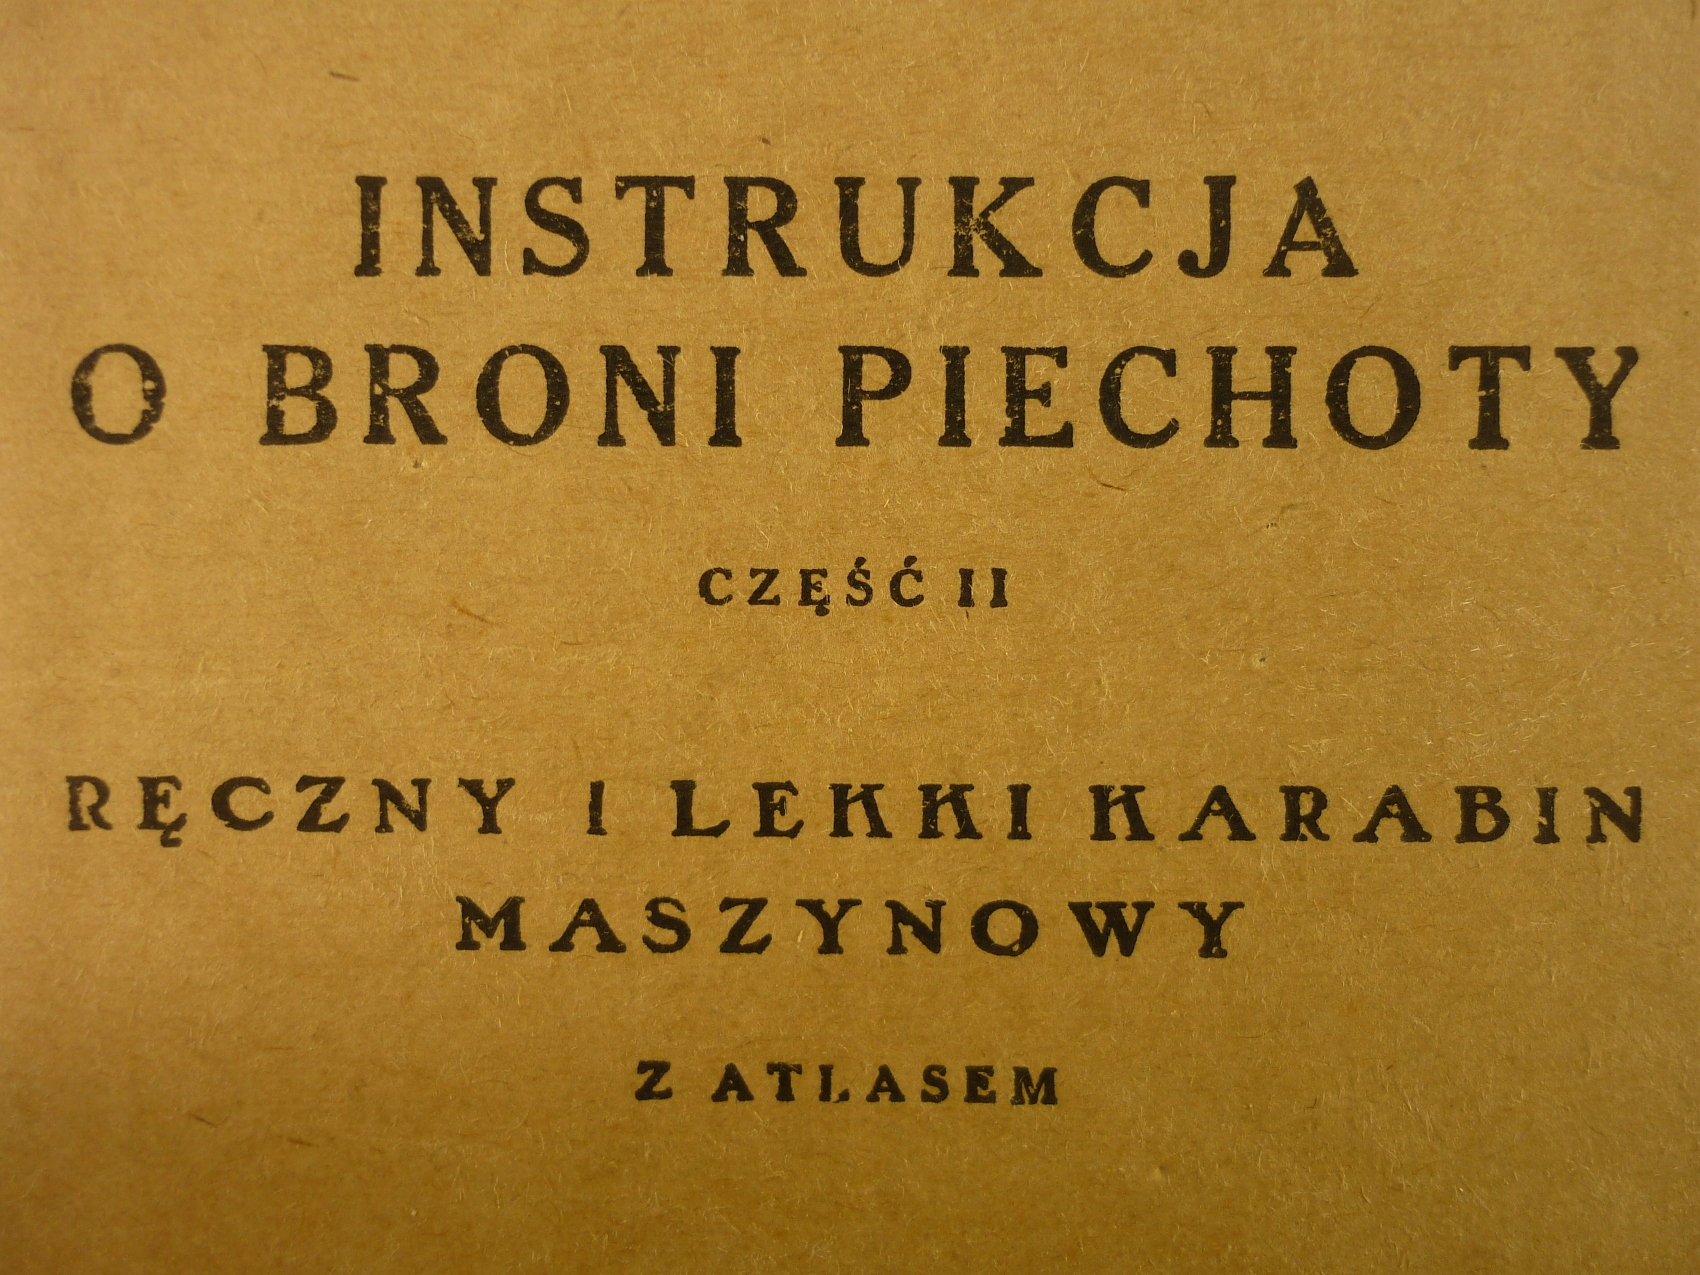 INSTRUKCJA
O BRONI PIECHOTY
CZĘŚĆ II
RĘCZNY I LEKKI KARABIN
MASZYNOWY
Z ATLASEM